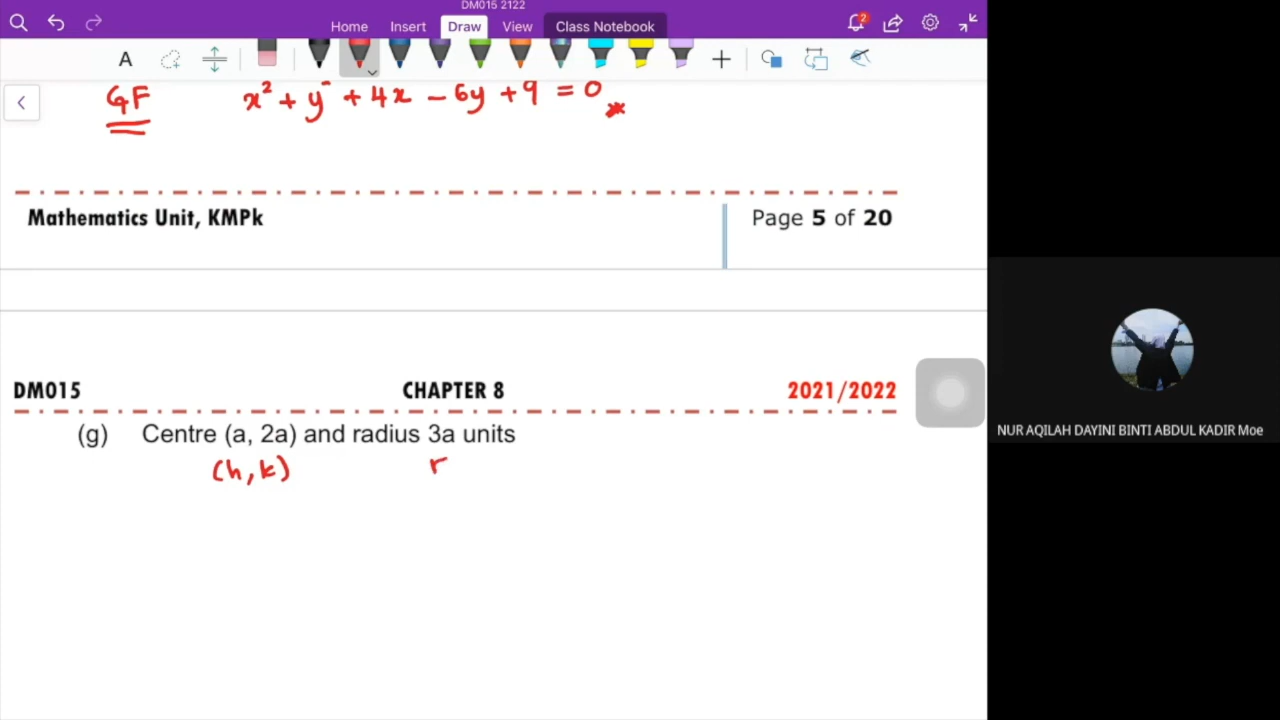 DM015 2122
Home Insert Draw View Class Notebook
2
A
GF x² + y⁻ + 4x - 6y + 9 = 0
Mathematics Unit, KMPk Page 5 of 20
DM015 CHAPTER 8 2021/2022
(g) Centre (a, 2a) and radius 3a units
(h, k) r
NUR AQILAH DAYINI BINTI ABDUL KADIR Moe